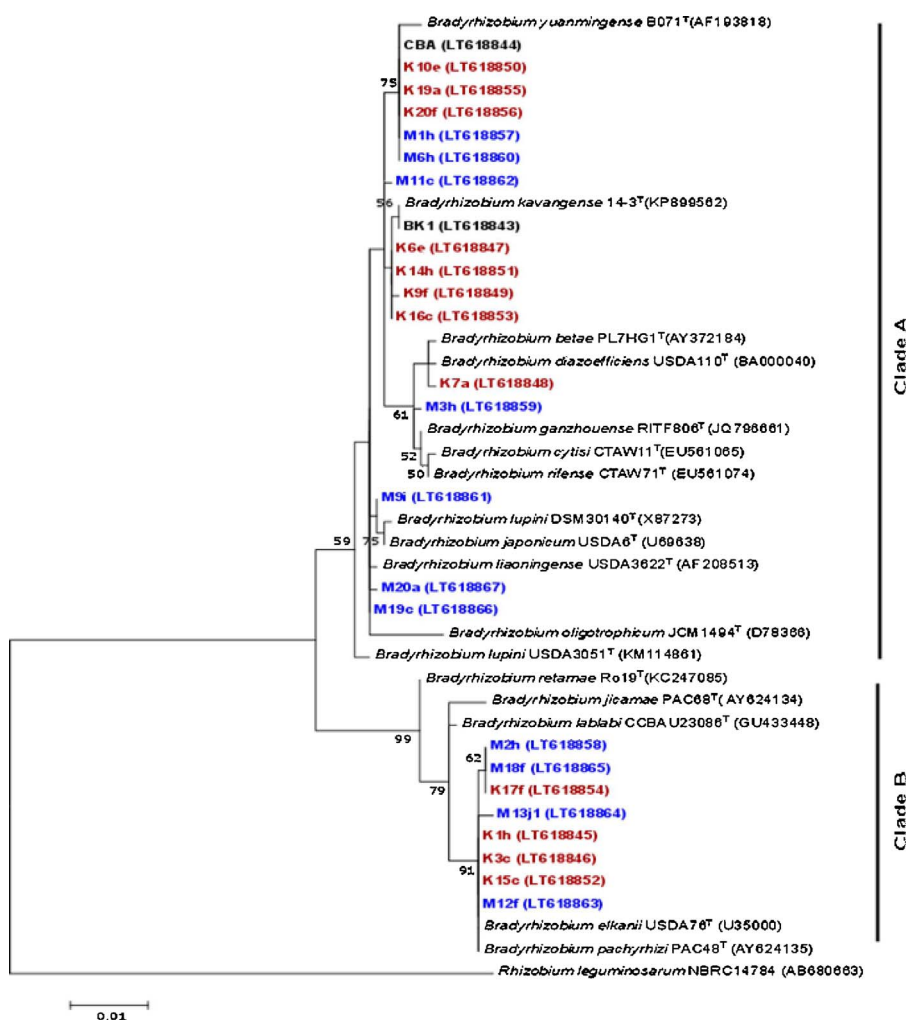 Bradyrhizobium yuanmingense B071ᵀ(AF193818)
CBA (LT618844)
K10e (LT618850)
75
K19a (LT618855)
K20f (LT618856)
M1h (LT618857)
M6h (LT618860)
M11c (LT618862)
56
Bradyrhizobium kavangense 14-3ᵀ(KP899562)
BK1 (LT618843)
K6e (LT618847)
K14h (LT618851)
K9f (LT618849)
K16c (LT618853)
Clade A
Bradyrhizobium betae PL7HG1ᵀ(AY372184)
Bradyrhizobium diazoefficiens USDA110ᵀ (BA000040)
K7a (LT618848)
M3h (LT618859)
61
Bradyrhizobium ganzhouense RITF806ᵀ (JQ796661)
52
Bradyrhizobium cytisi CTAW11ᵀ(EU561065)
50
Bradyrhizobium rifense CTAW71ᵀ (EU561074)
M9i (LT618861)
Bradyrhizobium lupini DSM30140ᵀ(X87273)
59
75
Bradyrhizobium japonicum USDA6ᵀ (U69638)
Bradyrhizobium liaoningense USDA3622ᵀ (AF208513)
M20a (LT618867)
M19c (LT618866)
Bradyrhizobium oligotrophicum JCM1494ᵀ (D78366)
Bradyrhizobium lupini USDA3051ᵀ (KM114861)
Bradyrhizobium retamae Ro19ᵀ(KC247085)
Bradyrhizobium jicamae PAC68ᵀ( AY624134)
Bradyrhizobium lablabi CCBAU23086ᵀ (GU433448)
99
M2h (LT618858)
62
M18f (LT618865)
79
K17f (LT618854)
M13j1 (LT618864)
Clade B
K1h (LT618845)
K3c (LT618846)
91
K15c (LT618852)
M12f (LT618863)
Bradyrhizobium elkanii USDA76ᵀ (U35000)
Bradyrhizobium pachyrhizi PAC48ᵀ (AY624135)
Rhizobium leguminosarum NBRC14784 (AB680663)
0.01